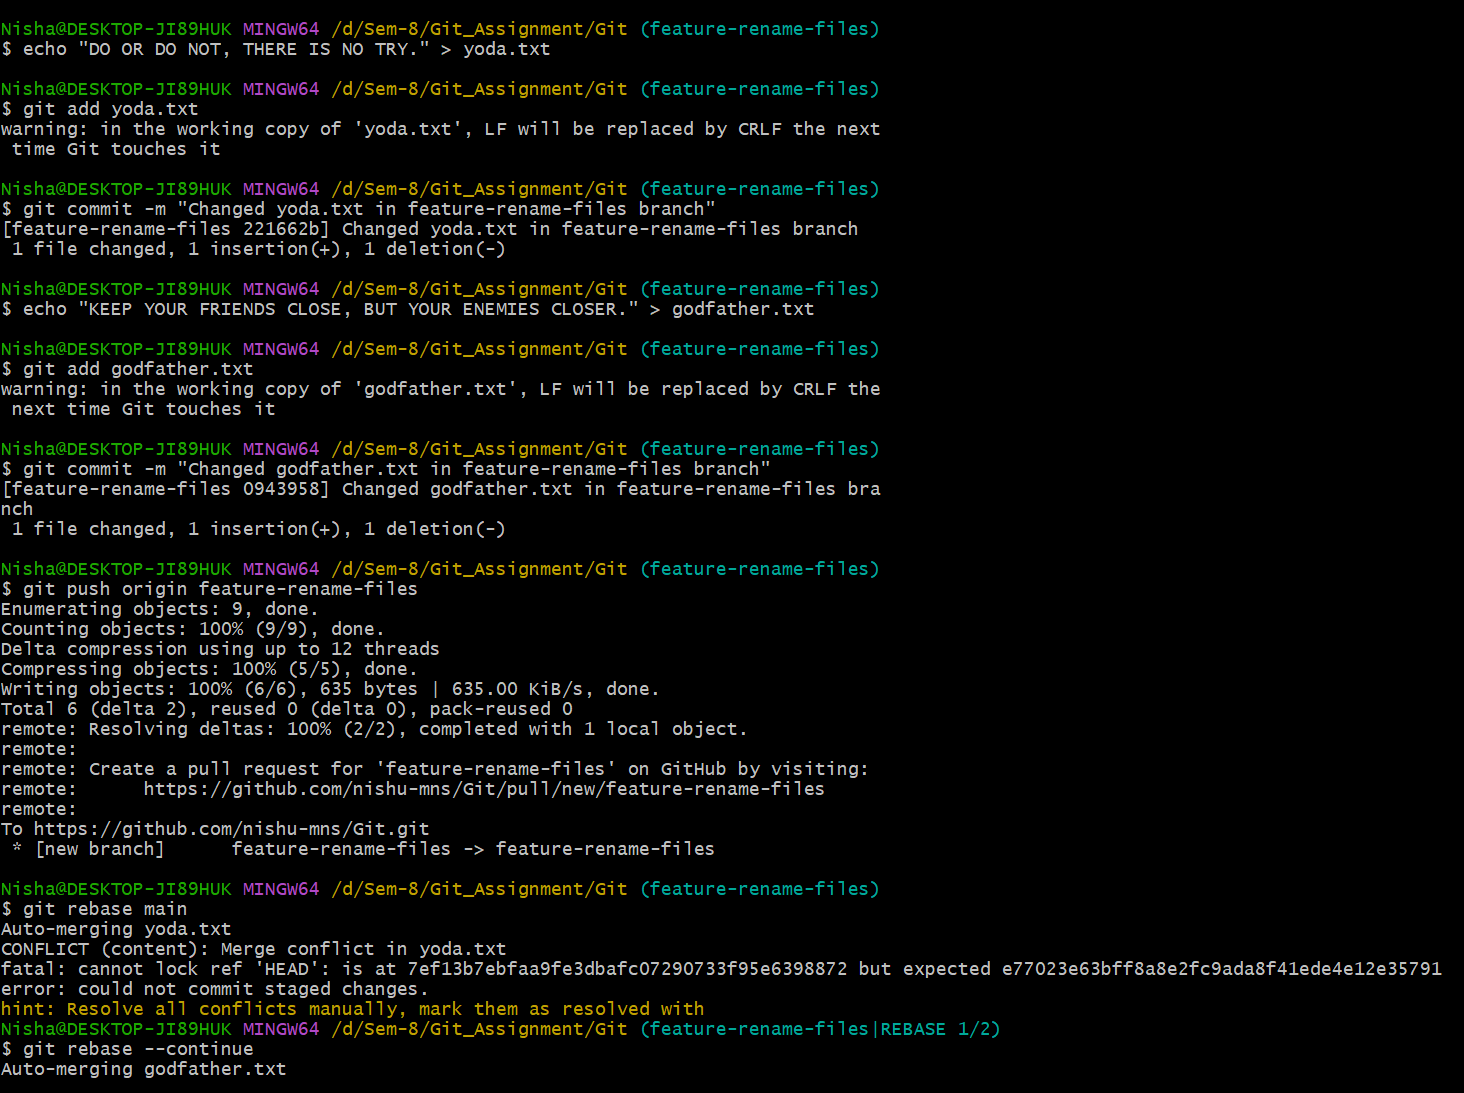 Nisha@DESKTOP-JI89HUK MINGW64 /d/Sem-8/Git_Assignment/Git (feature-rename-files)
$ echo "DO OR DO NOT, THERE IS NO TRY." > yoda.txt
Nisha@DESKTOP-JI89HUK MINGW64 /d/Sem-8/Git_Assignment/Git (feature-rename-files)
$ git add yoda.txt
warning: in the working copy of 'yoda.txt', LF will be replaced by CRLF the next
 time Git touches it
Nisha@DESKTOP-JI89HUK MINGW64 /d/Sem-8/Git_Assignment/Git (feature-rename-files)
$ git commit -m "Changed yoda.txt in feature-rename-files branch"
[feature-rename-files 221662b] Changed yoda.txt in feature-rename-files branch
 1 file changed, 1 insertion(+), 1 deletion(-)
Nisha@DESKTOP-JI89HUK MINGW64 /d/Sem-8/Git_Assignment/Git (feature-rename-files)
$ echo "KEEP YOUR FRIENDS CLOSE, BUT YOUR ENEMIES CLOSER." > godfather.txt
Nisha@DESKTOP-JI89HUK MINGW64 /d/Sem-8/Git_Assignment/Git (feature-rename-files)
$ git add godfather.txt
warning: in the working copy of 'godfather.txt', LF will be replaced by CRLF the
 next time Git touches it
Nisha@DESKTOP-JI89HUK MINGW64 /d/Sem-8/Git_Assignment/Git (feature-rename-files)
$ git commit -m "Changed godfather.txt in feature-rename-files branch"
[feature-rename-files 0943958] Changed godfather.txt in feature-rename-files bra
nch
 1 file changed, 1 insertion(+), 1 deletion(-)
Nisha@DESKTOP-JI89HUK MINGW64 /d/Sem-8/Git_Assignment/Git (feature-rename-files)
$ git push origin feature-rename-files
Enumerating objects: 9, done.
Counting objects: 100% (9/9), done.
Delta compression using up to 12 threads
Compressing objects: 100% (5/5), done.
Writing objects: 100% (6/6), 635 bytes | 635.00 KiB/s, done.
Total 6 (delta 2), reused 0 (delta 0), pack-reused 0
remote: Resolving deltas: 100% (2/2), completed with 1 local object.
remote:
remote: Create a pull request for 'feature-rename-files' on GitHub by visiting:
remote:      https://github.com/nishu-mns/Git/pull/new/feature-rename-files
remote:
To https://github.com/nishu-mns/Git.git
 * [new branch]      feature-rename-files -> feature-rename-files
Nisha@DESKTOP-JI89HUK MINGW64 /d/Sem-8/Git_Assignment/Git (feature-rename-files)
$ git rebase main
Auto-merging yoda.txt
CONFLICT (content): Merge conflict in yoda.txt
fatal: cannot lock ref 'HEAD': is at 7ef13b7ebfaa9fe3dbafc07290733f95e6398872 but expected e77023e63bff8a8e2fc9ada8f41ede4e12e35791
error: could not commit staged changes.
hint: Resolve all conflicts manually, mark them as resolved with
Nisha@DESKTOP-JI89HUK MINGW64 /d/Sem-8/Git_Assignment/Git (feature-rename-files|REBASE 1/2)
$ git rebase --continue
Auto-merging godfather.txt